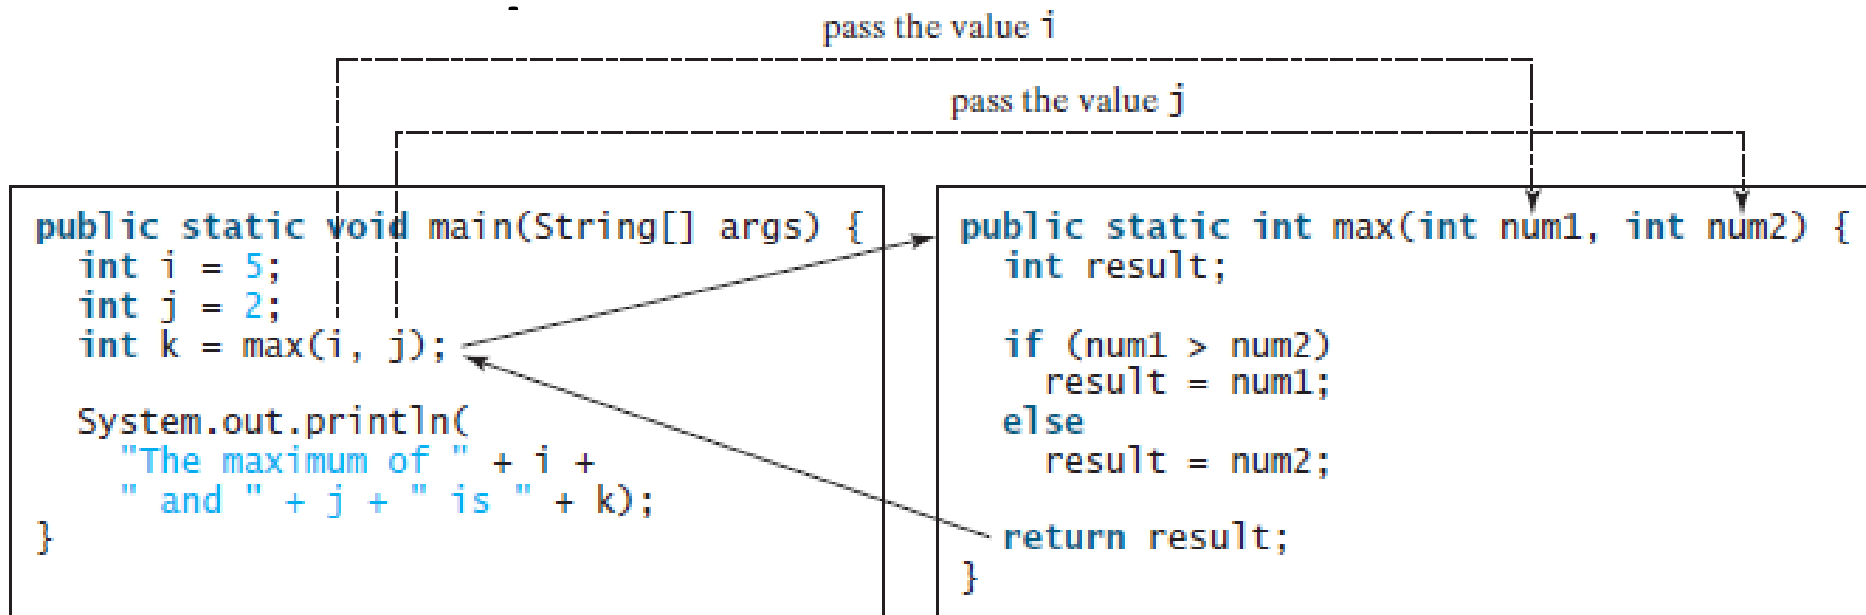 pass the value i
pass the value j
public static void main(String[] args) {
int i = 5;
int j = 2;
int k = max(i, j);
System.out.println(
"The maximum of " + i +
" and " + j + " is " + k);
}
public static int max(int num1, int num2) {
int result;
if (num1 > num2)
result = num1;
else
result = num2;
return result;
}